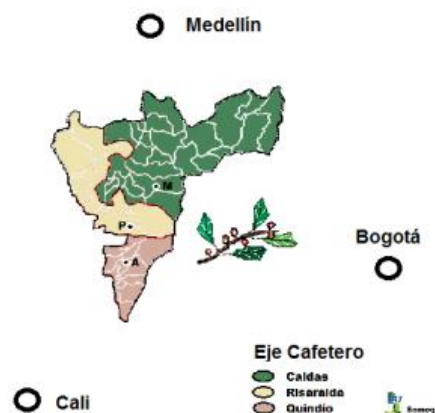 Medellín
M
P
A
Bogotá
Eje Cafetero
Caldas
Risaralda
Quindío
Cali